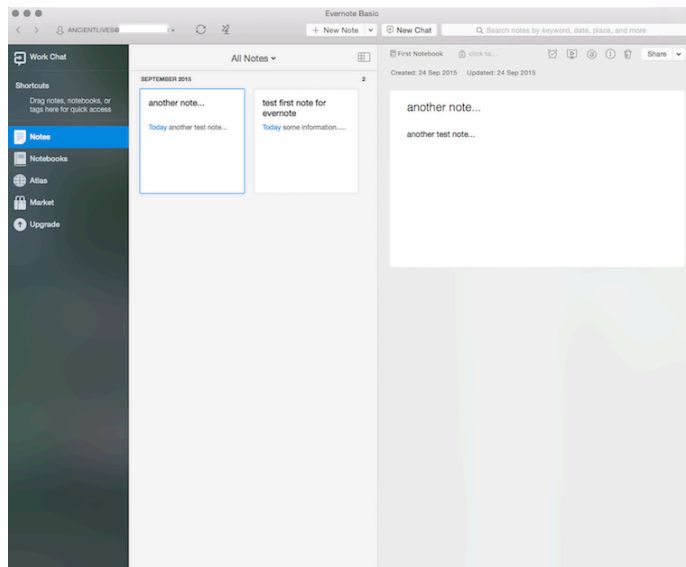 Evernote Basic
ANCIENTLIVES@
+ New Note
New Chat
Search notes by keyword, date, place, and more
Work Chat
Shortcuts
Drag notes, notebooks, or
tags here for quick access
Notes
Notebooks
Atlas
Market
Upgrade
All Notes
SEPTEMBER 2015 2
another note...
Today another test note...
test first note for
evernote
Today some information.....
First Notebook
click to...
Share
Created: 24 Sep 2015 Updated: 24 Sep 2015
another note...
another test note...